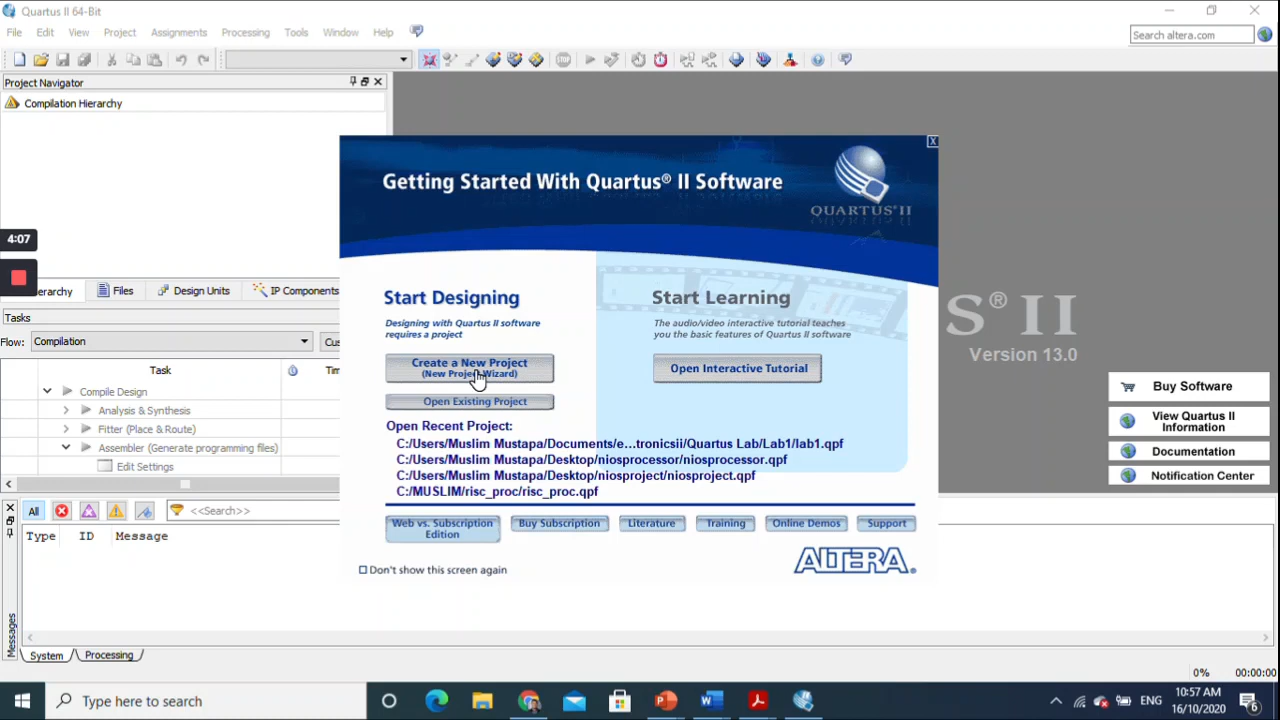 Quartus II 64-Bit
File Edit View Project Assignments Processing Tools Window Help
Search altera.com
Project Navigator
Compilation Hierarchy
Getting Started With Quartus® II Software
QUARTUS® II
4:07
Start Designing
Designing with Quartus II software
requires a project
Create a New Project
(New Project Wizard)
Open Existing Project
Start Learning
The audio/video interactive tutorial teaches
you the basic features of Quartus II software
Open Interactive Tutorial
Open Recent Project:
C:/Users/Muslim Mustapa/Documents/e...tronicsii/Quartus Lab/Lab1/lab1.qpf
C:/Users/Muslim Mustapa/Desktop/niosprocessor/niosprocessor.qpf
C:/Users/Muslim Mustapa/Desktop/niosproject/niosproject.qpf
C:/MUSLIM/risc_proc/risc_proc.qpf
Web vs. Subscription
Edition
Buy Subscription
Literature
Training
Online Demos
Support
ALTERA®
Don't show this screen again
S® II
Version 13.0
Buy Software
View Quartus II
Information
Documentation
Notification Center
Files Design Units IP Components
Tasks
Flow: Compilation
Task
Compile Design
Analysis & Synthesis
Fitter (Place & Route)
Assembler (Generate programming files)
Edit Settings
All
<<Search>>
Type ID Message
Messages
System Processing
0% 00:00:00
Type here to search
ENG
10:57 AM
16/10/2020
6